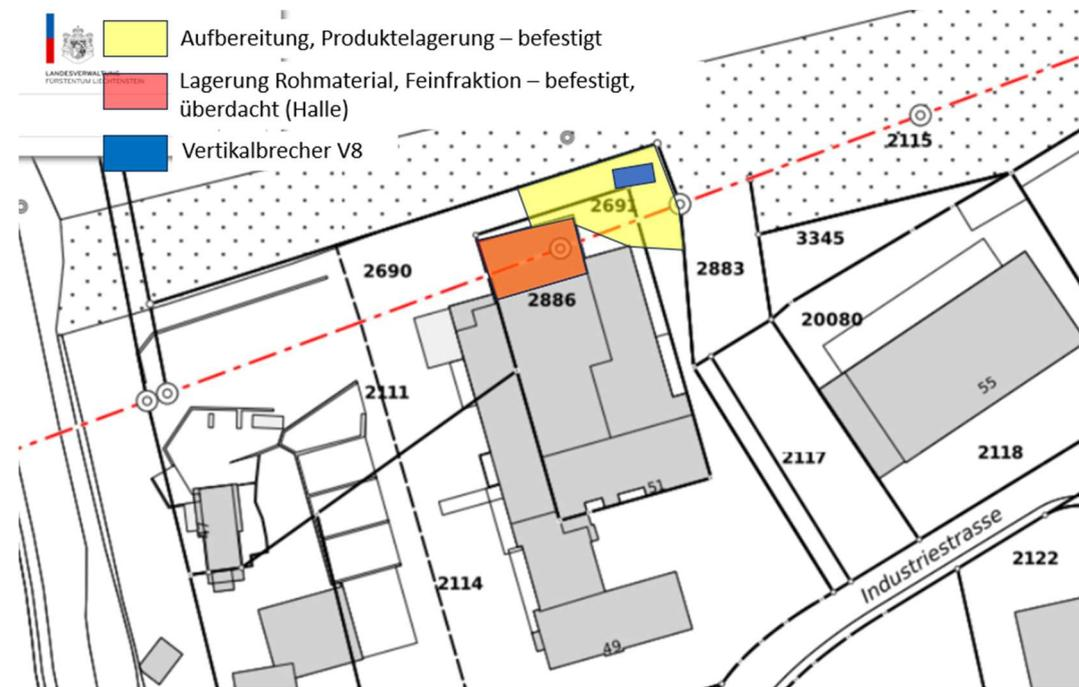 Aufbereitung, Produktelagerung – befestigt
LANDESVERWALTUNG
FÜRSTENTUM LIECHTENSTEIN
Lagerung Rohmaterial, Feinfraktion – befestigt,
überdacht (Halle)
Vertikalbrecher V8
2115
2691
3345
2690
2883
2886
20080
2111
55
2117
2118
51
Industriestrasse
2122
2114
49